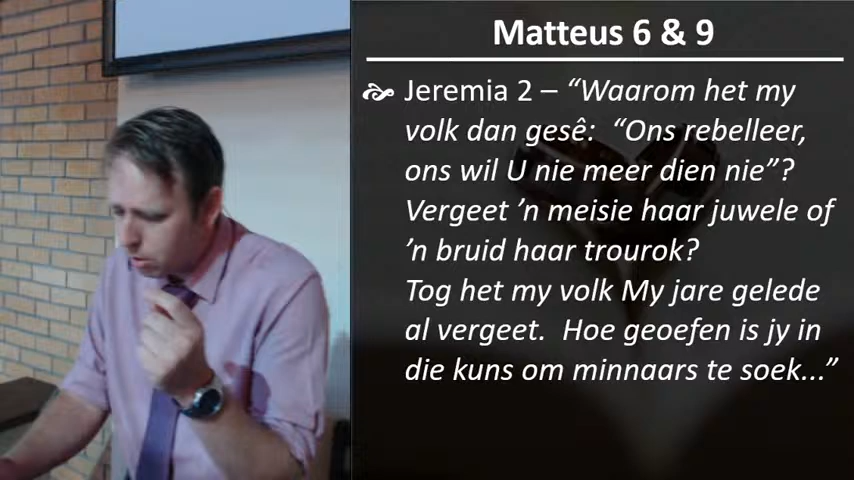 Matteus 6 & 9
Jeremia 2 – “Waarom het my
volk dan gesê:  “Ons rebelleer,
ons wil U nie meer dien nie”?
Vergeet ’n meisie haar juwele of
’n bruid haar trourok?
Tog het my volk My jare gelede
al vergeet.  Hoe geoefen is jy in
die kuns om minnaars te soek...”